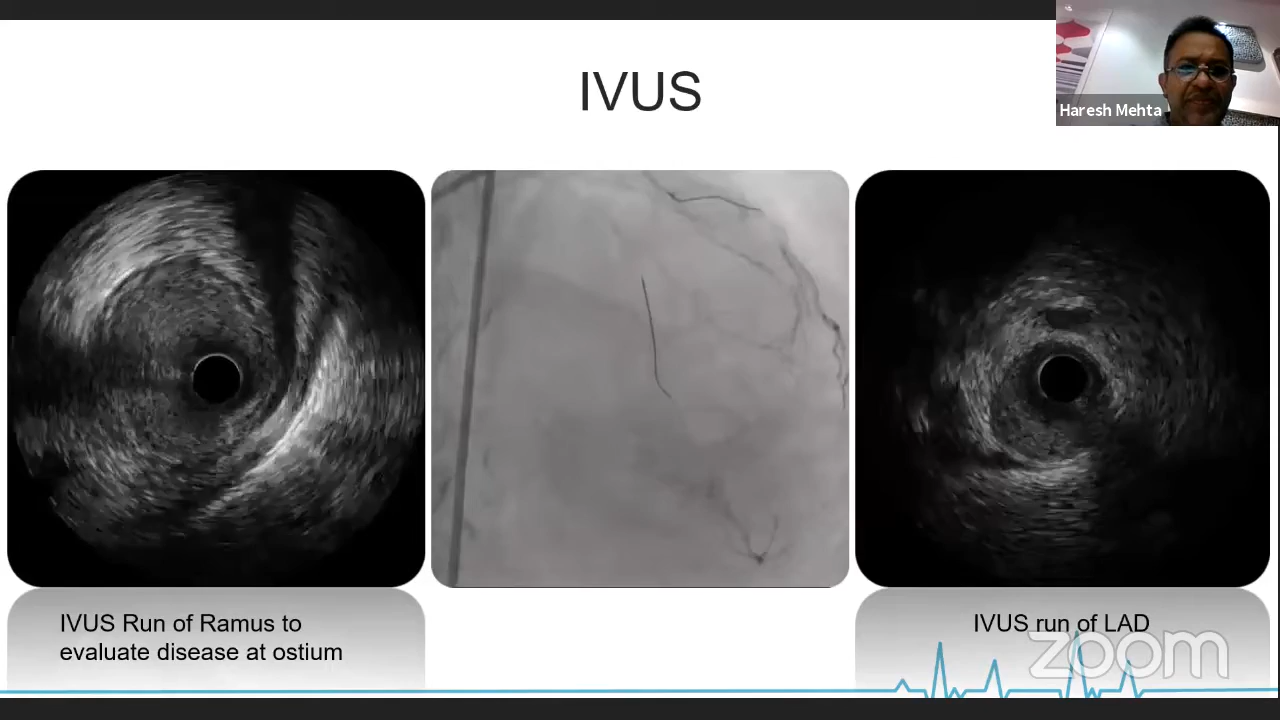 IVUS
Haresh Mehta
IVUS Run of Ramus to
evaluate disease at ostium
IVUS run of LAD
zoom